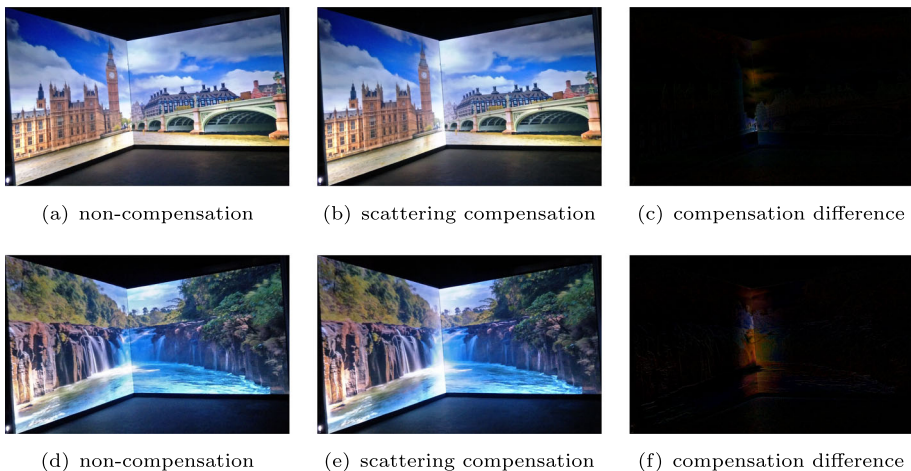 (a) non-compensation
(b) scattering compensation
(c) compensation difference
(d) non-compensation
(e) scattering compensation
(f) compensation difference